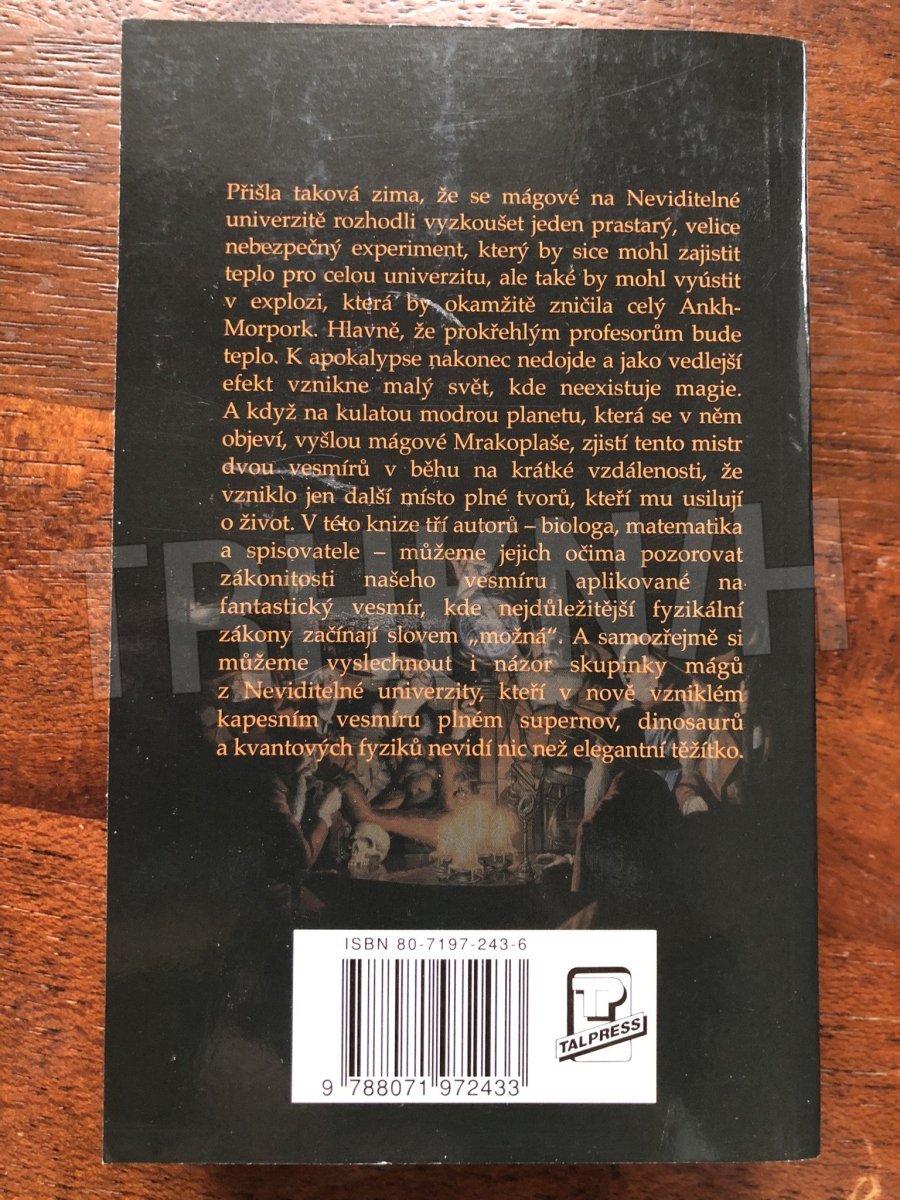 Přišla taková zima, že se mágové na Neviditelné
univerzitě rozhodli vyzkoušet jeden prastarý, velice
nebezpečný experiment, který by sice mohl zajistit
teplo pro celou univerzitu, ale také by mohl vyústit
v explozi, která by okamžitě zničila celý Ankh-
Morpork. Hlavně, že prokřehlým profesorům bude
teplo. K apokalypse nakonec nedojde a jako vedlejší
efekt vznikne malý svět, kde neexistuje magie.
A když na kulatou modrou planetu, která se v něm
objeví, vyšlou mágové Mrakoplaše, zjistí tento mistr
dvou vesmírů v běhu na krátké vzdálenosti, že
vzniklo jen další místo plné tvorů, kteří mu usilují
o život. V této knize tří autorů – biologa, matematika
a spisovatele – můžeme jejich očima pozorovat
zákonitosti našeho vesmíru aplikované na
fantastický vesmír, kde nejdůležitější fyzikální
zákony začínají slovem „možná“. A samozřejmě si
můžeme vyslechnout i názor skupinky mágů
z Neviditelné univerzity, kteří v nově vzniklém
kapesním vesmíru plném supernov, dinosaurů
a kvantových fyziků nevidí nic než elegantní těžítko.
TRHKNIH
ISBN 80-7197-243-6
TP
TALPRESS
9 788071 972433